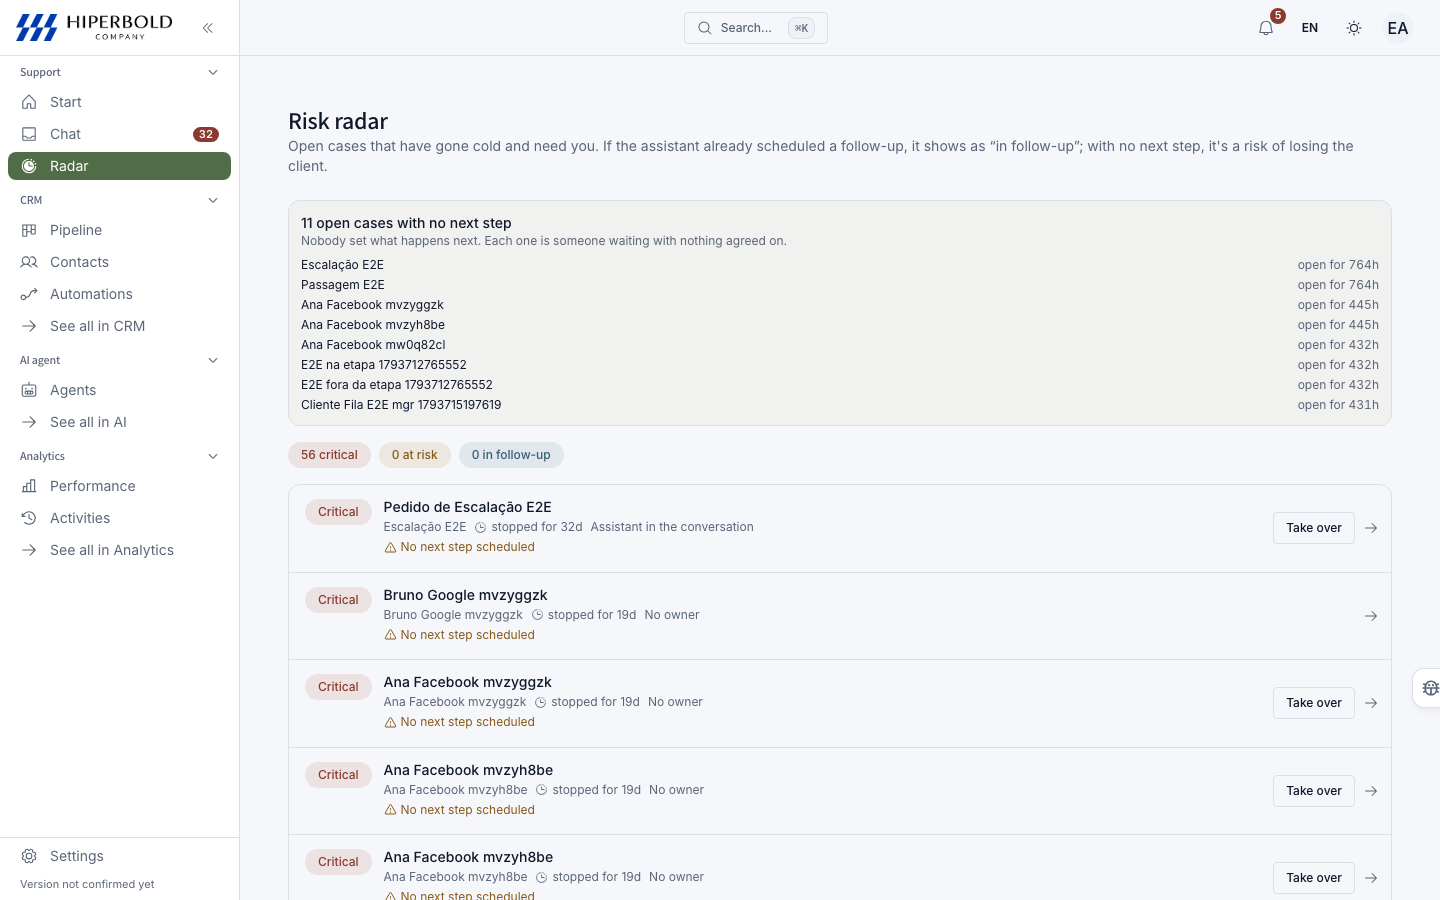 HIPERBOLD
COMPANY
Search...
⌘K
5
EN
EA
Support
Start
Chat
32
Radar
CRM
Pipeline
Contacts
Automations
See all in CRM
AI agent
Agents
See all in AI
Analytics
Performance
Activities
See all in Analytics
Settings
Version not confirmed yet
Risk radar
Open cases that have gone cold and need you. If the assistant already scheduled a follow-up, it shows as “in follow-up”; with no next step, it's a risk of losing the
client.
11 open cases with no next step
Nobody set what happens next. Each one is someone waiting with nothing agreed on.
Escalação E2E open for 764h
Passagem E2E open for 764h
Ana Facebook mvzyggzk open for 445h
Ana Facebook mvzyh8be open for 445h
Ana Facebook mw0q82cl open for 432h
E2E na etapa 1793712765552 open for 432h
E2E fora da etapa 1793712765552 open for 432h
Cliente Fila E2E mgr 1793715197619 open for 431h
56 critical 0 at risk 0 in follow-up
Critical
Pedido de Escalação E2E
Escalação E2E stopped for 32d Assistant in the conversation
No next step scheduled
Take over
Critical
Bruno Google mvzyggzk
Bruno Google mvzyggzk stopped for 19d No owner
No next step scheduled
Critical
Ana Facebook mvzyggzk
Ana Facebook mvzyggzk stopped for 19d No owner
No next step scheduled
Take over
Critical
Ana Facebook mvzyh8be
Ana Facebook mvzyh8be stopped for 19d No owner
No next step scheduled
Take over
Critical
Ana Facebook mvzyh8be
Ana Facebook mvzyh8be stopped for 19d No owner
No next step scheduled
Take over